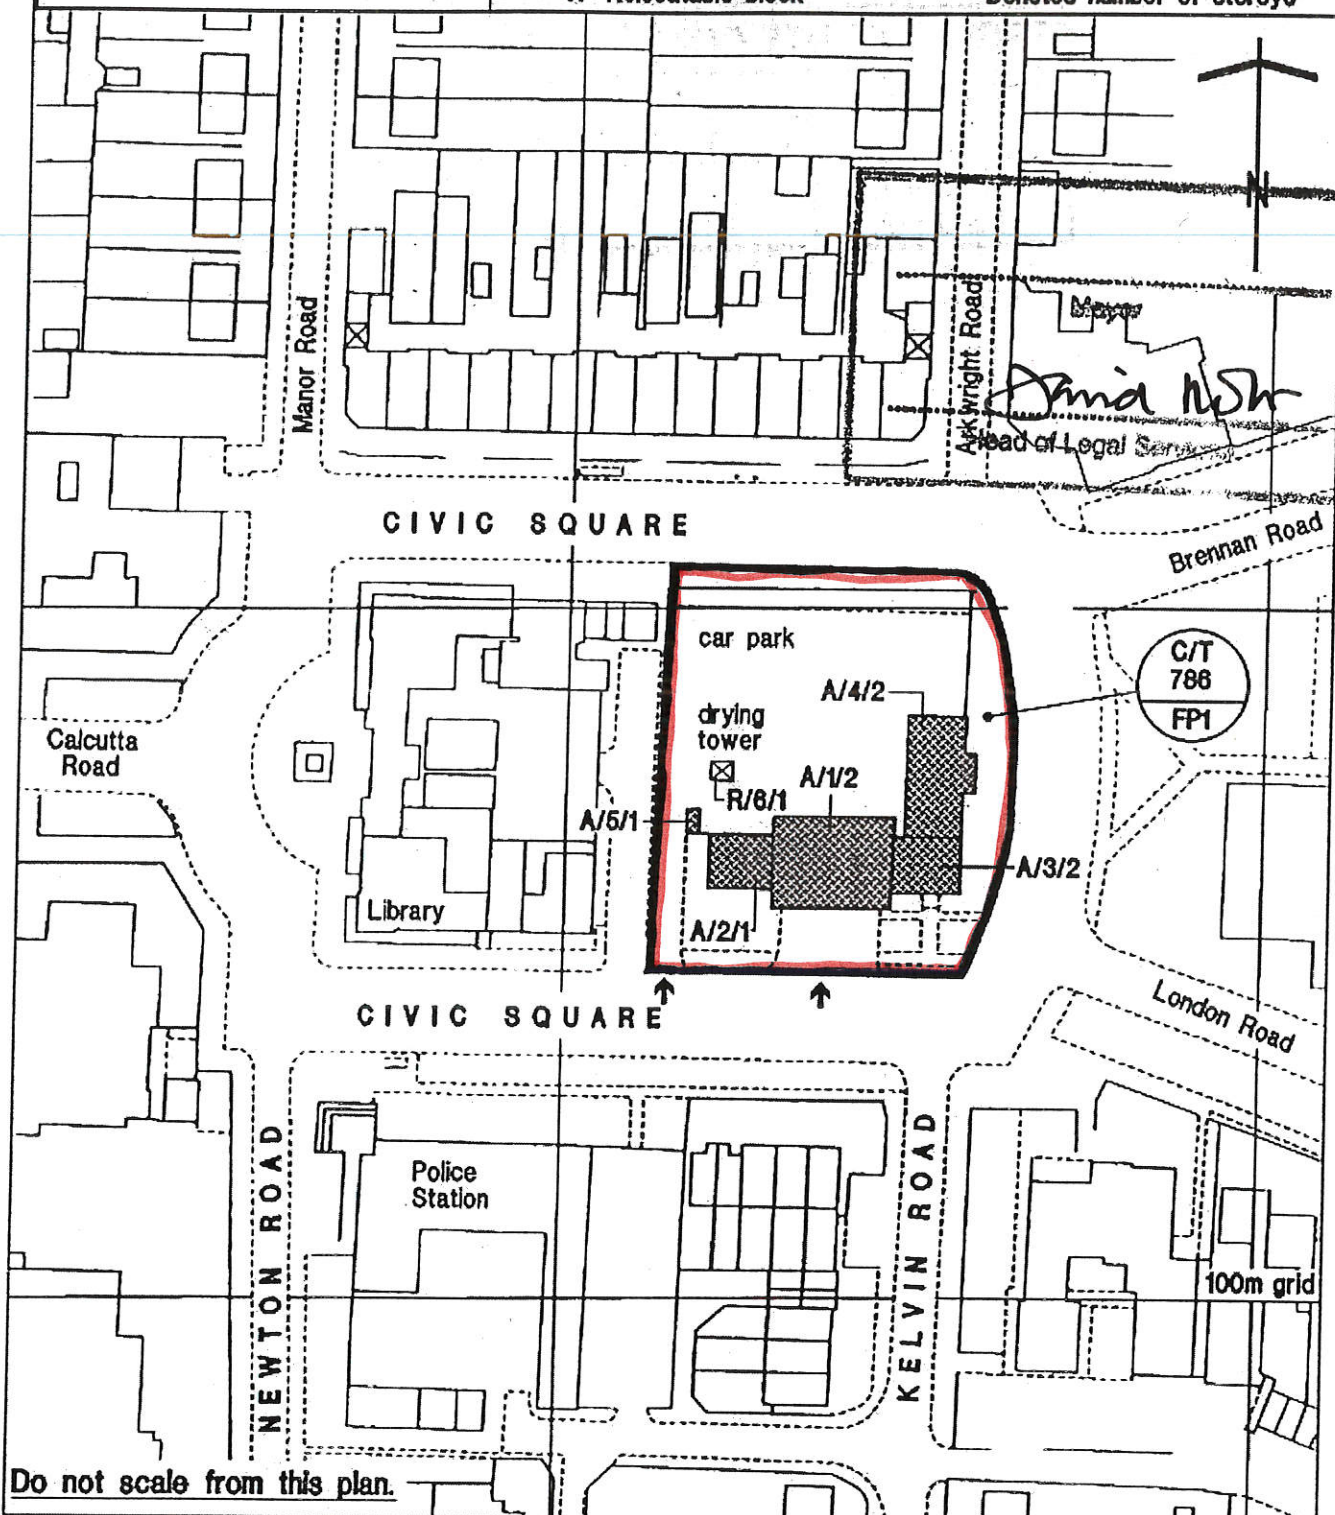 Manor Road
Arkwright Road
N
Mayor
Head of Legal Services
CIVIC SQUARE
Brennan Road
car park
C/T
786
FP1
A/4/2
drying
tower
A/1/2
R/6/1
A/5/1
A/3/2
A/2/1
Calcutta
Road
Library
CIVIC SQUARE
London Road
Police
Station
NEWTON ROAD
KELVIN ROAD
100m grid
Do not scale from this plan.